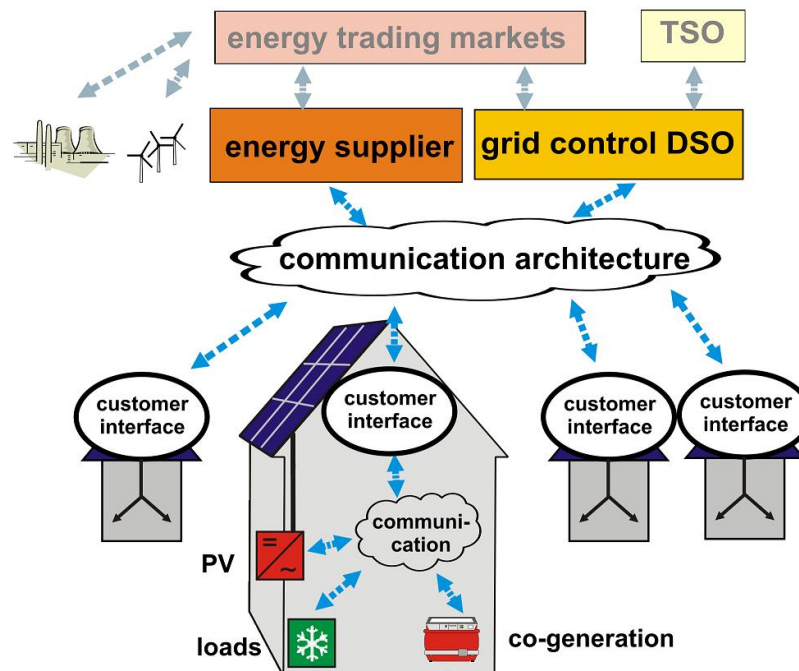 energy trading markets
TSO
energy supplier
grid control DSO
communication architecture
customer
interface
customer
interface
customer
interface
customer
interface
communi-
cation
PV
=
~
loads
co-generation